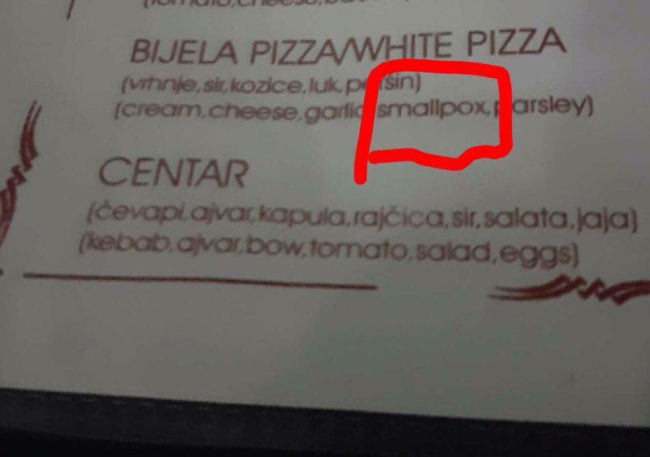 BIJELA PIZZA/WHITE PIZZA
(vrhnje,sir,kozice,luk,peršin)
(cream,cheese,garlic,smallpox,parsley)
CENTAR
(ćevapi,ajvar,kapula,rajčica,sir,salata,jaja)
(kebab,ajvar,bow,tomato,salad,eggs)